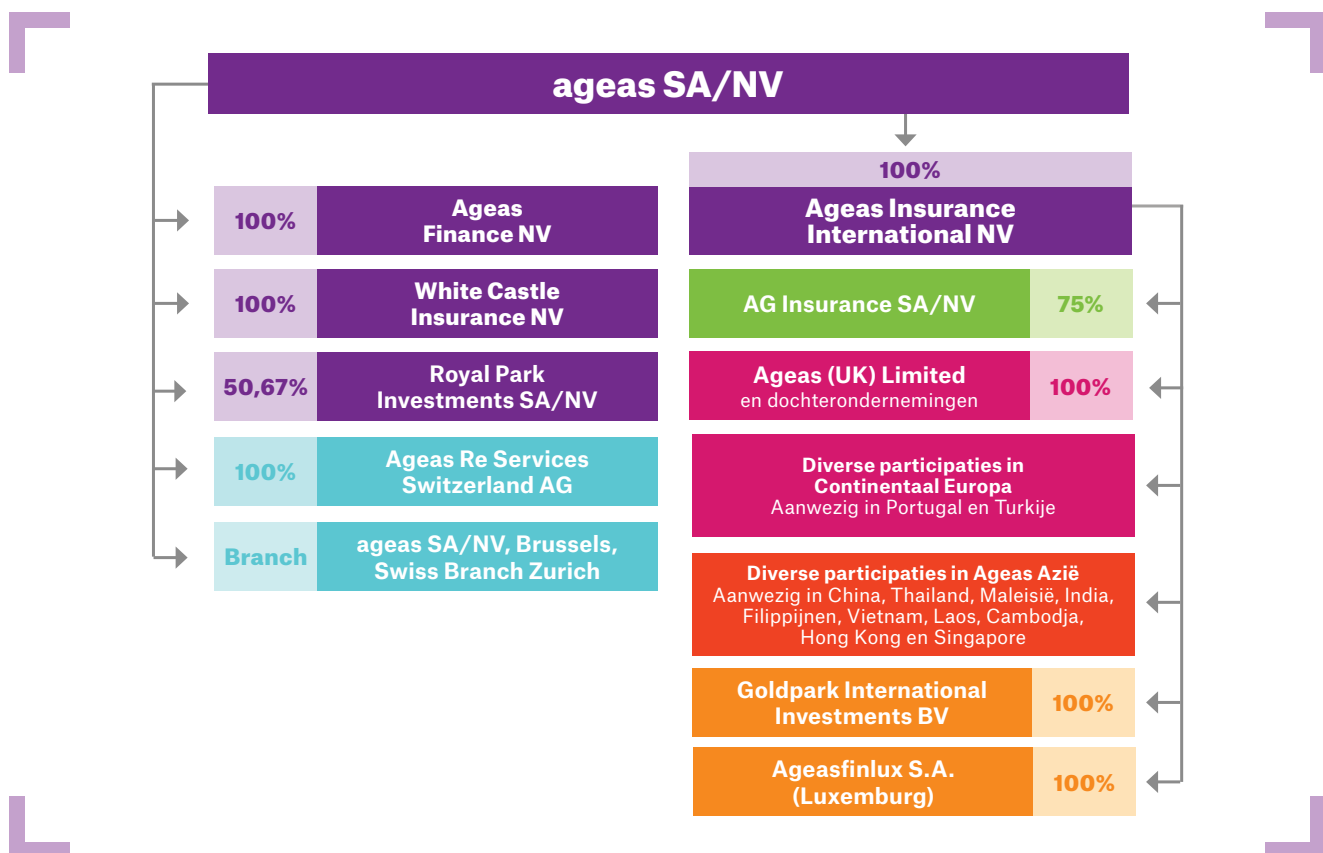 ageas SA/NV
100%
Ageas
Finance NV
100%
White Castle
Insurance NV
50,67%
Royal Park
Investments SA/NV
100%
Ageas Re Services
Switzerland AG
Branch
ageas SA/NV, Brussels,
Swiss Branch Zurich
100%
Ageas Insurance
International NV
AG Insurance SA/NV
75%
Ageas (UK) Limited
en dochterondernemingen
100%
Diverse participaties in
Continentaal Europa
Aanwezig in Portugal en Turkije
Diverse participaties in Ageas Azië
Aanwezig in China, Thailand, Maleisië, India,
Filippijnen, Vietnam, Laos, Cambodja,
Hong Kong en Singapore
Goldpark International
Investments BV
100%
Ageasfinlux S.A.
(Luxemburg)
100%